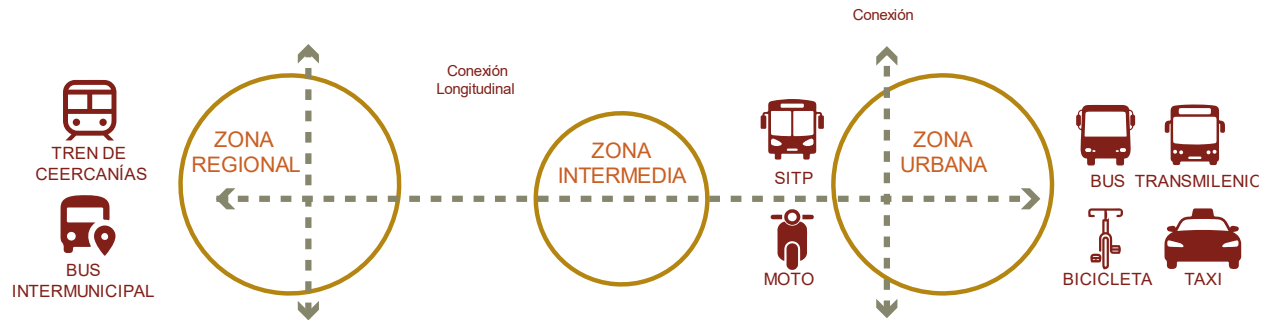 Conexión
Conexión
Longitudinal
TREN DE
CEERCANÍAS
BUS
INTERMUNICIPAL
ZONA
REGIONAL
ZONA
INTERMEDIA
SITP
MOTO
ZONA
URBANA
BUS
TRANSMILENIO
BICICLETA
TAXI